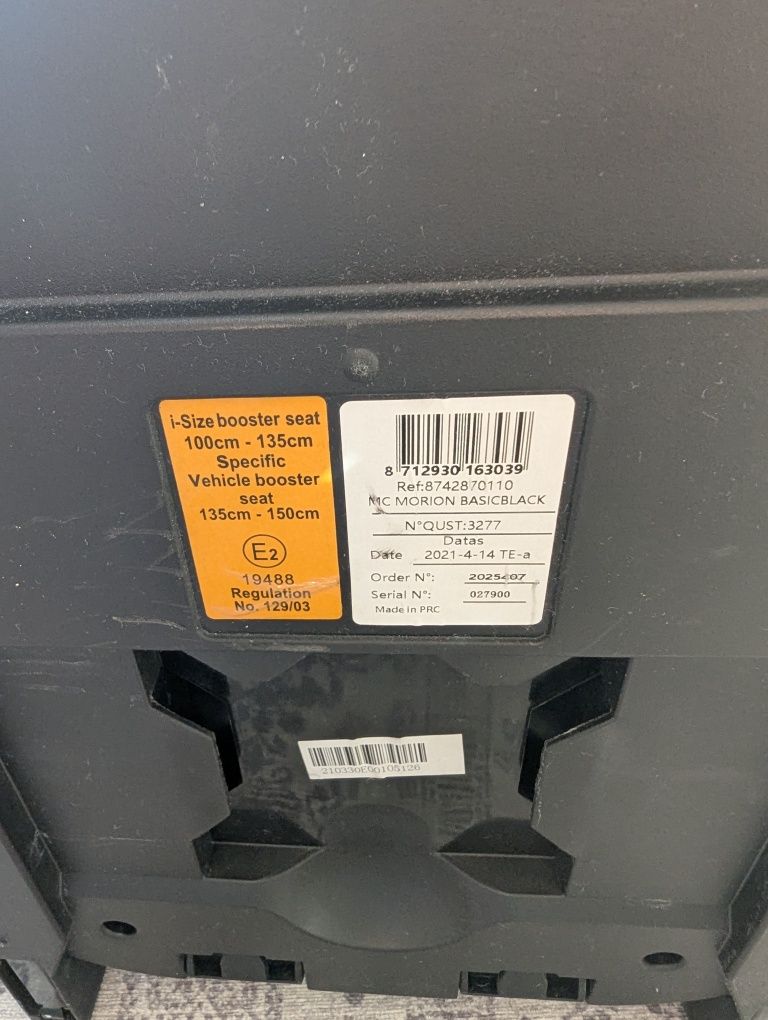 i-Size booster seat
100cm - 135cm
Specific
Vehicle booster
seat
135cm - 150cm
E2
19488
Regulation
No. 129/03
8 712930 163039
Ref:8742870110
MC MORION BASICBLACK
N°QUST:3277
Datas
Date 2021-4-14 TE-a
Order N°: 2025407
Serial N°: 027900
Made in PRC
210330E00105126